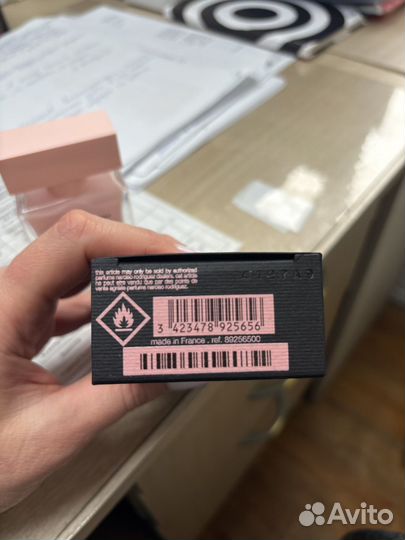 this article may only be sold by authorized
parfums narciso rodriguez dealers, cet article
ne peut être vendu que par des points de
vente agréés parfums narciso rodriguez.
3 423478 925656
made in France . ref. 89256500
Avito